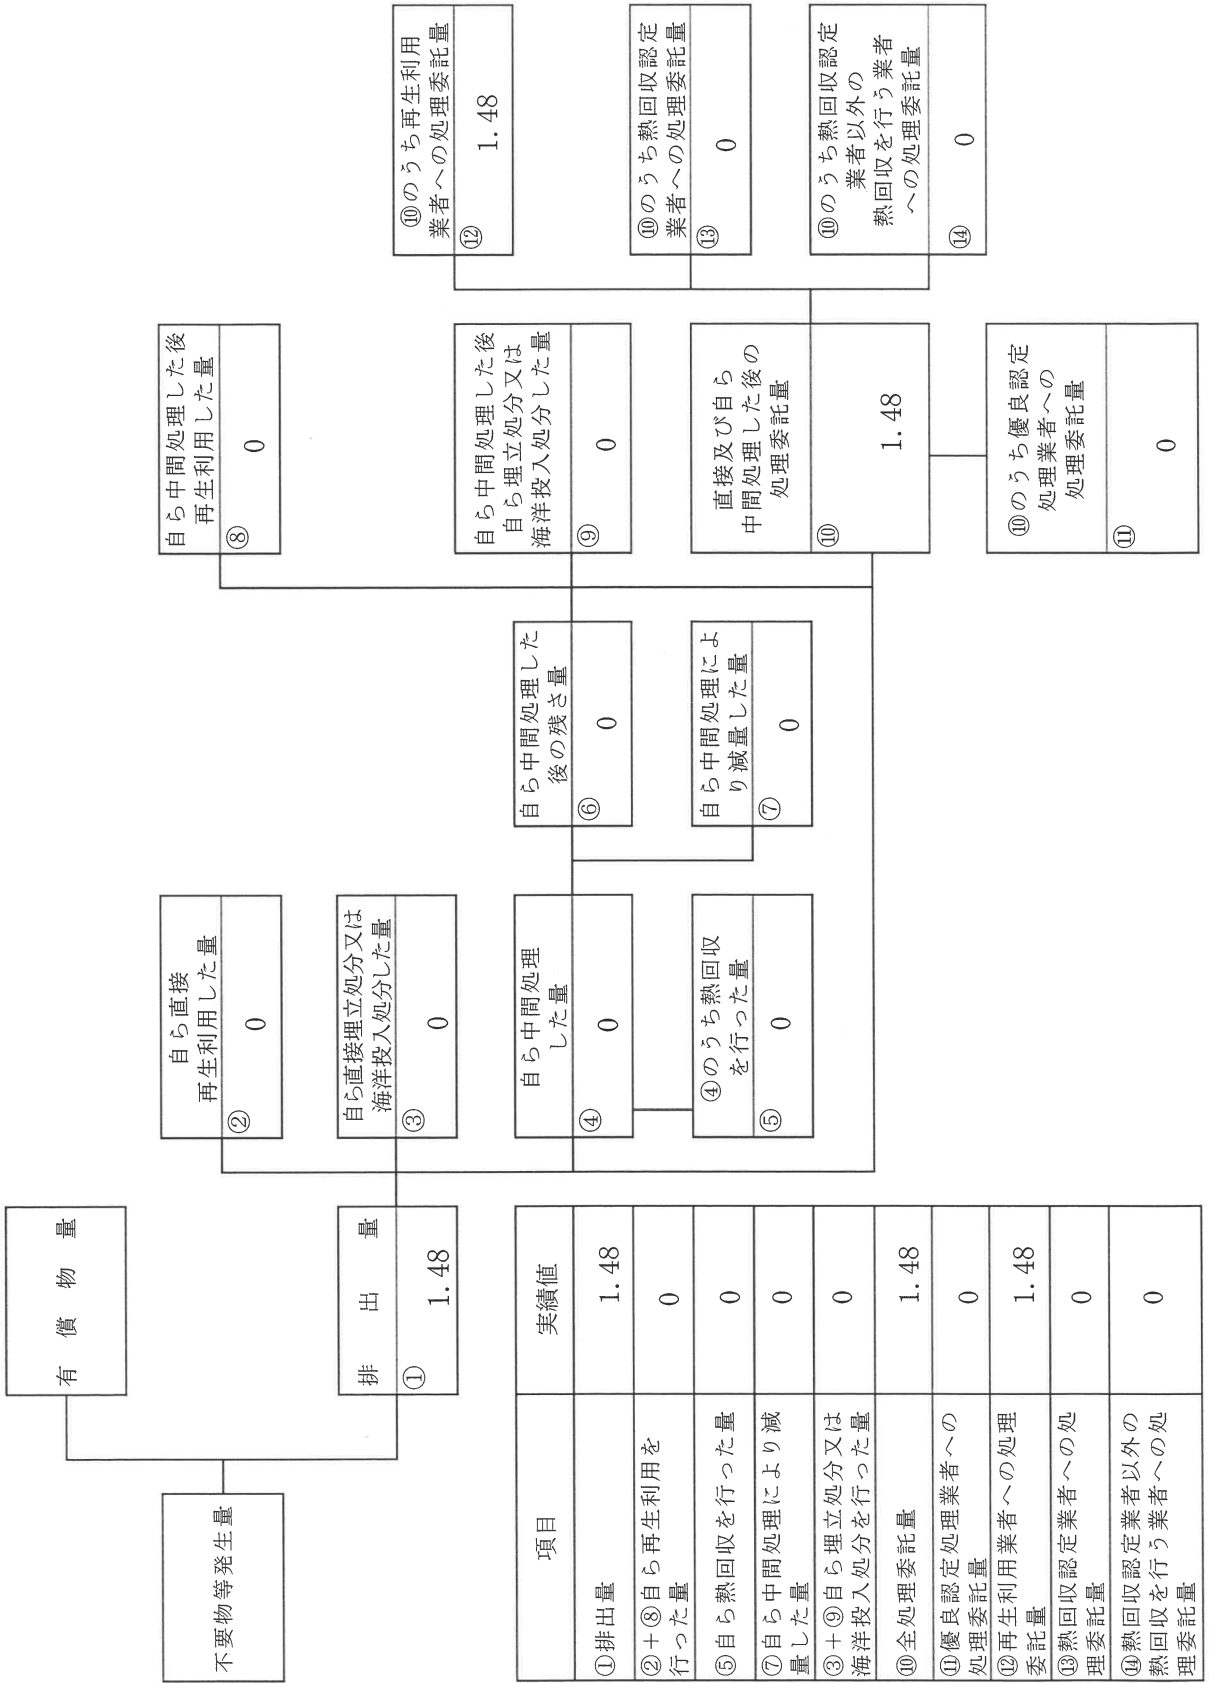 不要物等発生量
有償物量
排出量
①
1.48
自ら直接
再生利用した量
②
0
自ら直接埋立処分又は
海洋投入処分した量
③
0
自ら中間処理
した量
④
0
④のうち熱回収
を行った量
⑤
0
自ら中間処理した
後の残さ量
⑥
0
自ら中間処理によ
り減量した量
⑦
0
自ら中間処理した後
再生利用した量
⑧
0
自ら中間処理した後
自ら埋立処分又は
海洋投入処分した量
⑨
0
直接及び自ら
中間処理した後の
処理委託量
⑩
1.48
⑩のうち優良認定
処理業者への
処理委託量
⑪
0
⑩のうち再生利用
業者への処理委託量
⑫
1.48
⑩のうち熱回収認定
業者への処理委託量
⑬
0
⑩のうち熱回収認定
業者以外の
熱回収を行う業者
への処理委託量
⑭
0
項目 実績値
①排出量 1.48
②+⑧自ら再生利用を
行った量 0
⑤自ら熱回収を行った量 0
⑦自ら中間処理により減
量した量 0
③+⑨自ら埋立処分又は
海洋投入処分を行った量 0
⑩全処理委託量 1.48
⑪優良認定処理業者への
処理委託量 0
⑫再生利用業者への処理
委託量 1.48
⑬熱回収認定業者への処
理委託量 0
⑭熱回収認定業者以外の
熱回収を行う業者への処
理委託量 0